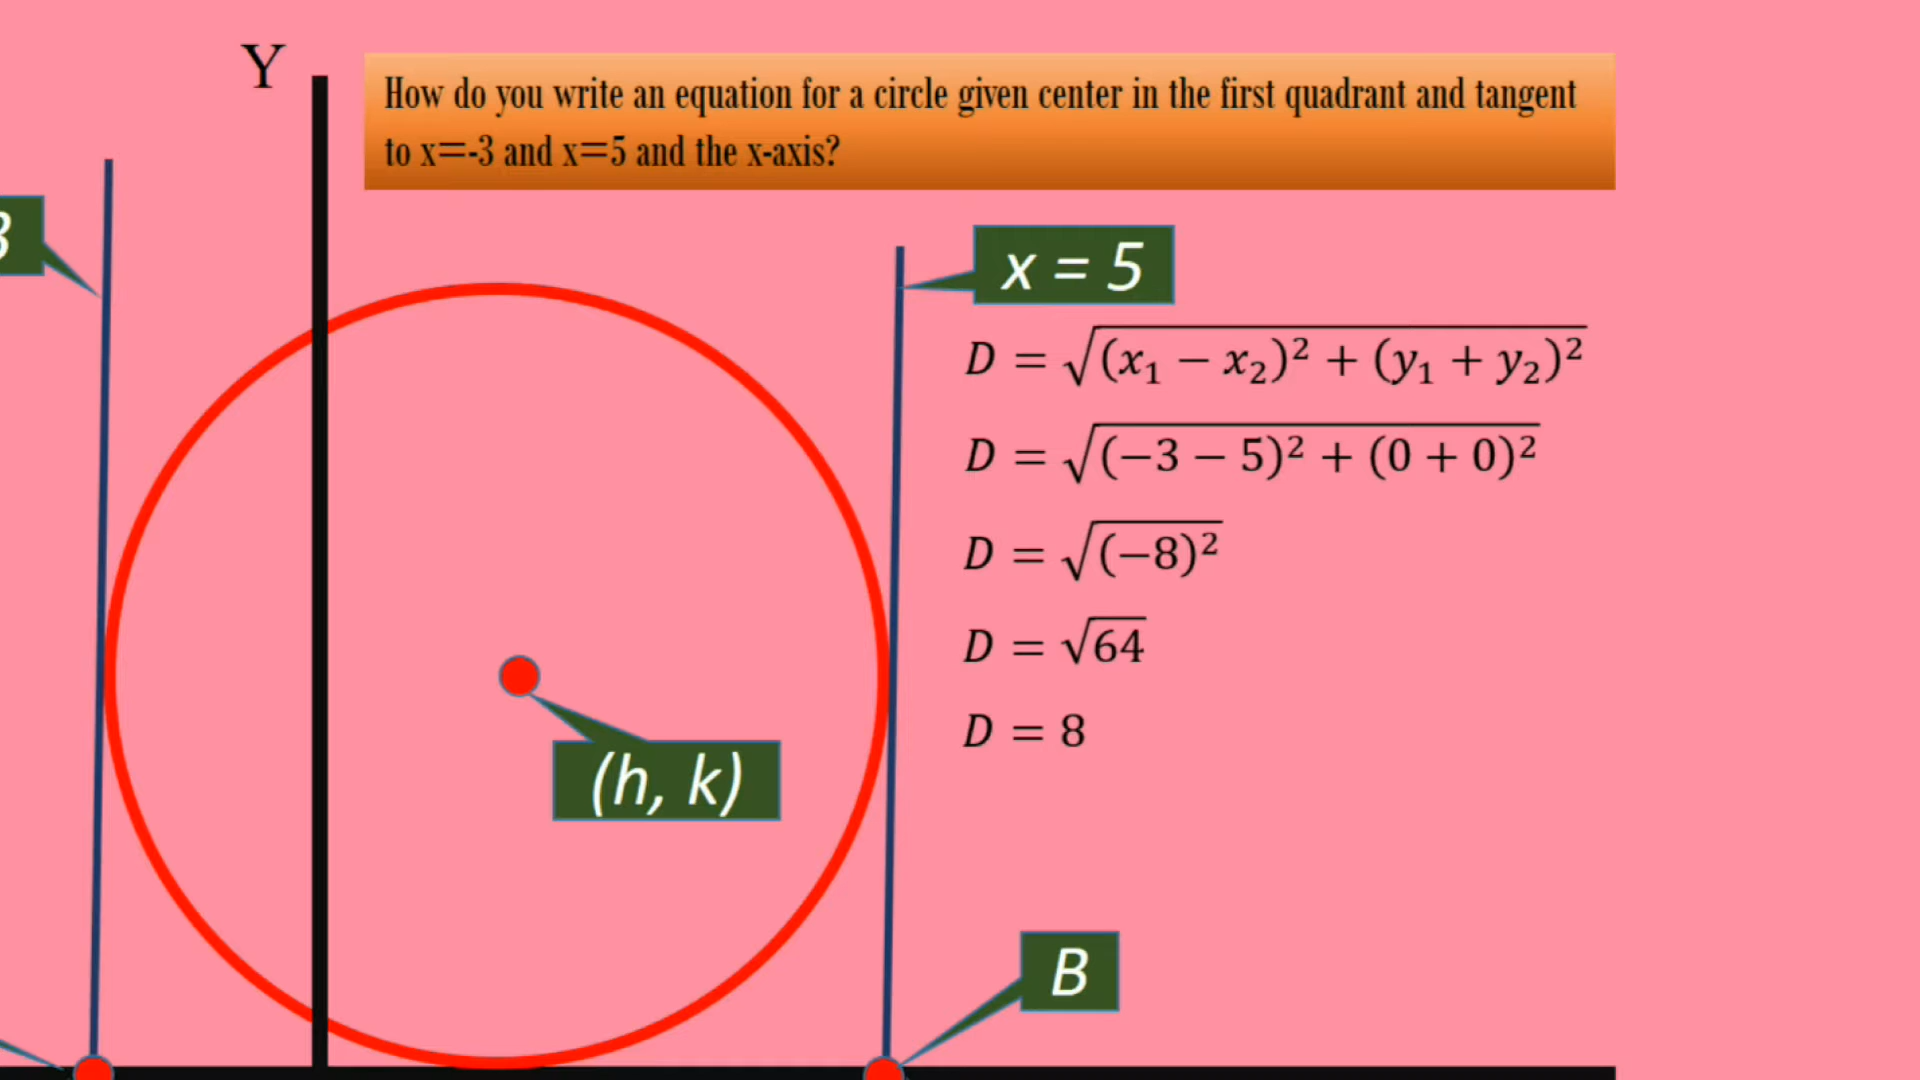 Y
How do you write an equation for a circle given center in the first quadrant and tangent
to x=-3 and x=5 and the x-axis?
3
x = 5
D = √(x₁ − x₂)² + (y₁ + y₂)²
D = √(−3 − 5)² + (0 + 0)²
D = √(−8)²
D = √64
D = 8
(h, k)
B